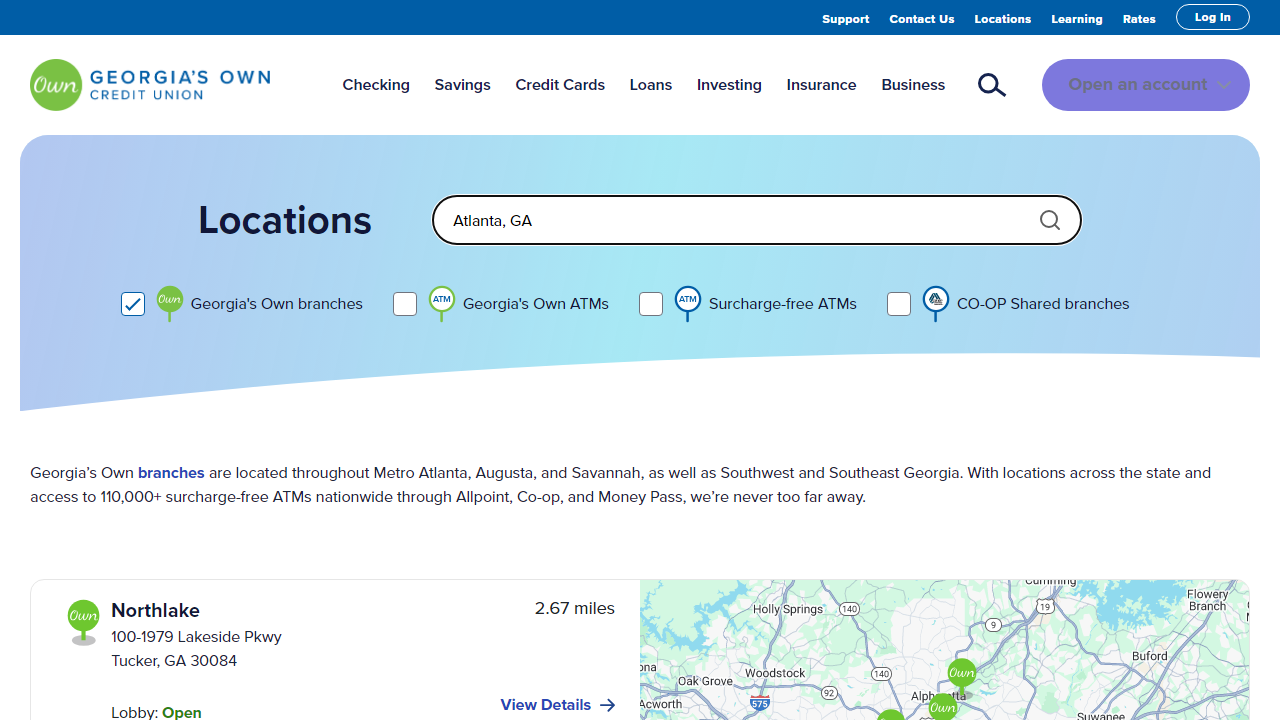 Support Contact Us Locations Learning Rates Log In
Own GEORGIA'S OWN
CREDIT UNION
Checking Savings Credit Cards Loans Investing Insurance Business Open an account
Locations Atlanta, GA
Own Georgia's Own branches ATM Georgia's Own ATMs ATM Surcharge-free ATMs CO-OP Shared branches
Georgia’s Own branches are located throughout Metro Atlanta, Augusta, and Savannah, as well as Southwest and Southeast Georgia. With locations across the state and
access to 110,000+ surcharge-free ATMs nationwide through Allpoint, Co-op, and Money Pass, we’re never too far away.
Own Northlake 2.67 miles
100-1979 Lakeside Pkwy
Tucker, GA 30084
View Details
Lobby: Open
Cumming
Flowery
Branch
Holly Springs 140 19
9
Buford
Woodstock Own
Oak Grove 140
92
Acworth 575 Own
Suwanee